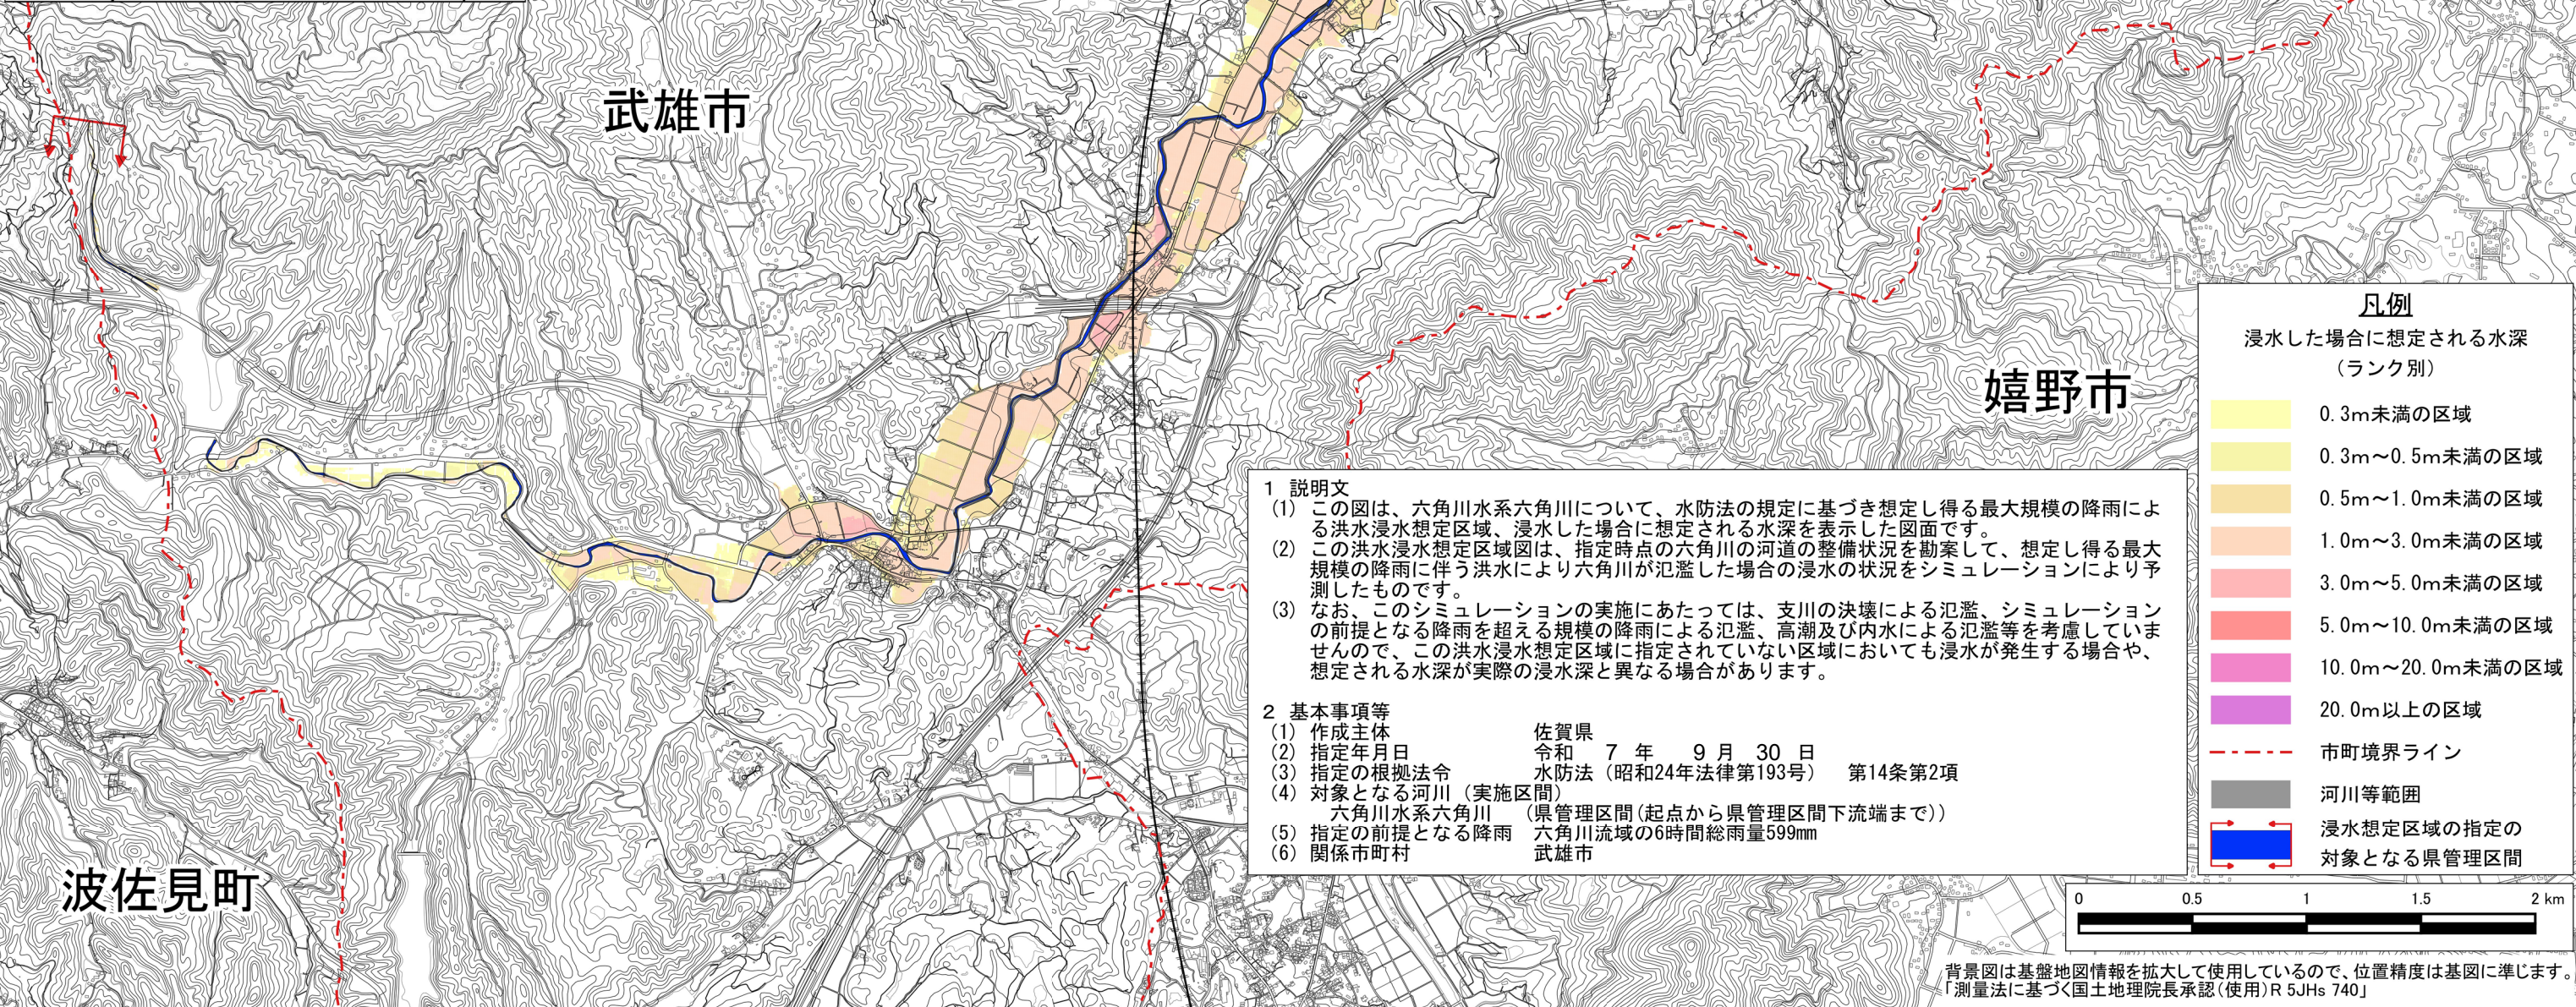 武雄市
嬉野市
波佐見町
凡例
浸水した場合に想定される水深
(ランク別)
0.3m未満の区域
0.3m～0.5m未満の区域
0.5m～1.0m未満の区域
1.0m～3.0m未満の区域
3.0m～5.0m未満の区域
5.0m～10.0m未満の区域
10.0m～20.0m未満の区域
20.0m以上の区域
市町境界ライン
河川等範囲
浸水想定区域の指定の
対象となる県管理区間
1 説明文
(1) この図は、六角川水系六角川について、水防法の規定に基づき想定し得る最大規模の降雨によ
る洪水浸水想定区域、浸水した場合に想定される水深を表示した図面です。
(2) この洪水浸水想定区域図は、指定時点の六角川の河道の整備状況を勘案して、想定し得る最大
規模の降雨に伴う洪水により六角川が氾濫した場合の浸水の状況をシミュレーションにより予
測したものです。
(3) なお、このシミュレーションの実施にあたっては、支川の決壊による氾濫、シミュレーション
の前提となる降雨を超える規模の降雨による氾濫、高潮及び内水による氾濫等を考慮していま
せんので、この洪水浸水想定区域に指定されていない区域においても浸水が発生する場合や、
想定される水深が実際の浸水深と異なる場合があります。
2 基本事項等
(1) 作成主体 佐賀県
(2) 指定年月日 令和 7 年 9 月 30 日
(3) 指定の根拠法令 水防法（昭和24年法律第193号） 第14条第2項
(4) 対象となる河川（実施区間）
六角川水系六角川 （県管理区間(起点から県管理区間下流端まで)）
(5) 指定の前提となる降雨 六角川流域の6時間総雨量599㎜
(6) 関係市町村 武雄市
0 0.5 1 1.5 2 km
背景図は基盤地図情報を拡大して使用しているので、位置精度は基図に準じます。
「測量法に基づく国土地理院長承認(使用)R 5JHs 740」